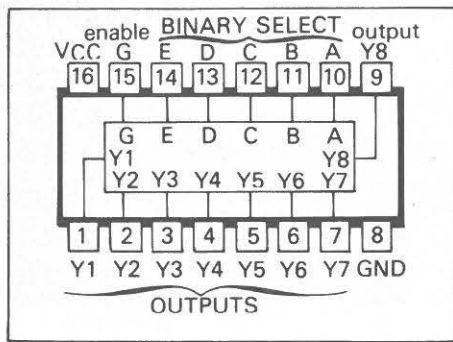 enable BINARY SELECT output
VCC G E D C B A Y8
16 15 14 13 12 11 10 9
G E D C B A
Y1 Y8
Y2 Y3 Y4 Y5 Y6 Y7
1 2 3 4 5 6 7 8
Y1 Y2 Y3 Y4 Y5 Y6 Y7 GND
OUTPUTS